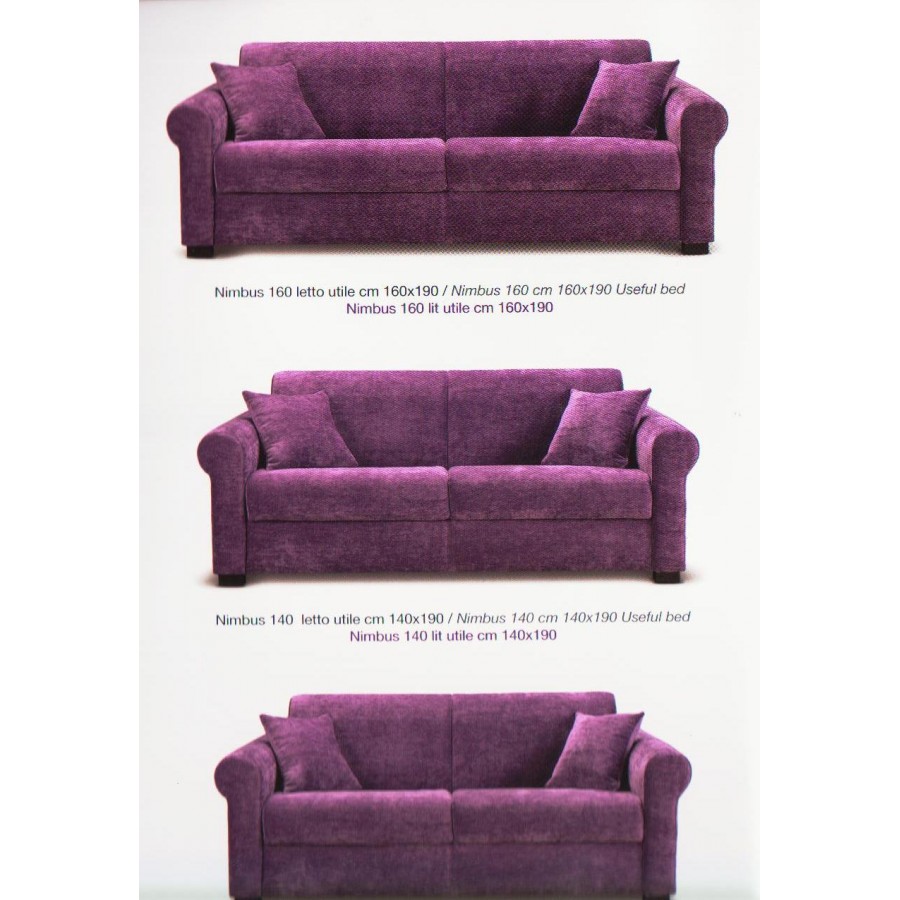 Nimbus 160 letto utile cm 160x190 / Nimbus 160 cm 160x190 Useful bed
Nimbus 160 lit utile cm 160x190
Nimbus 140 letto utile cm 140x190 / Nimbus 140 cm 140x190 Useful bed
Nimbus 140 lit utile cm 140x190